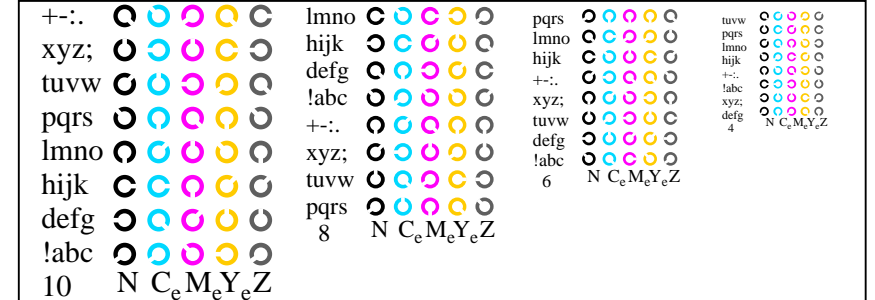 +-:.
xyz;
tuvw
pqrs
lmno
hijk
defg
!abc
10 N CeMeYeZ
lmno
hijk
defg
!abc
+-:.
xyz;
tuvw
pqrs
8 N CeMeYeZ
pqrs
lmno
hijk
+-:.
xyz;
tuvw
defg
!abc
6 N CeMeYeZ
tuvw
pqrs
lmno
hijk
+-:.
!abc
xyz;
defg
4 N CeMeYeZ